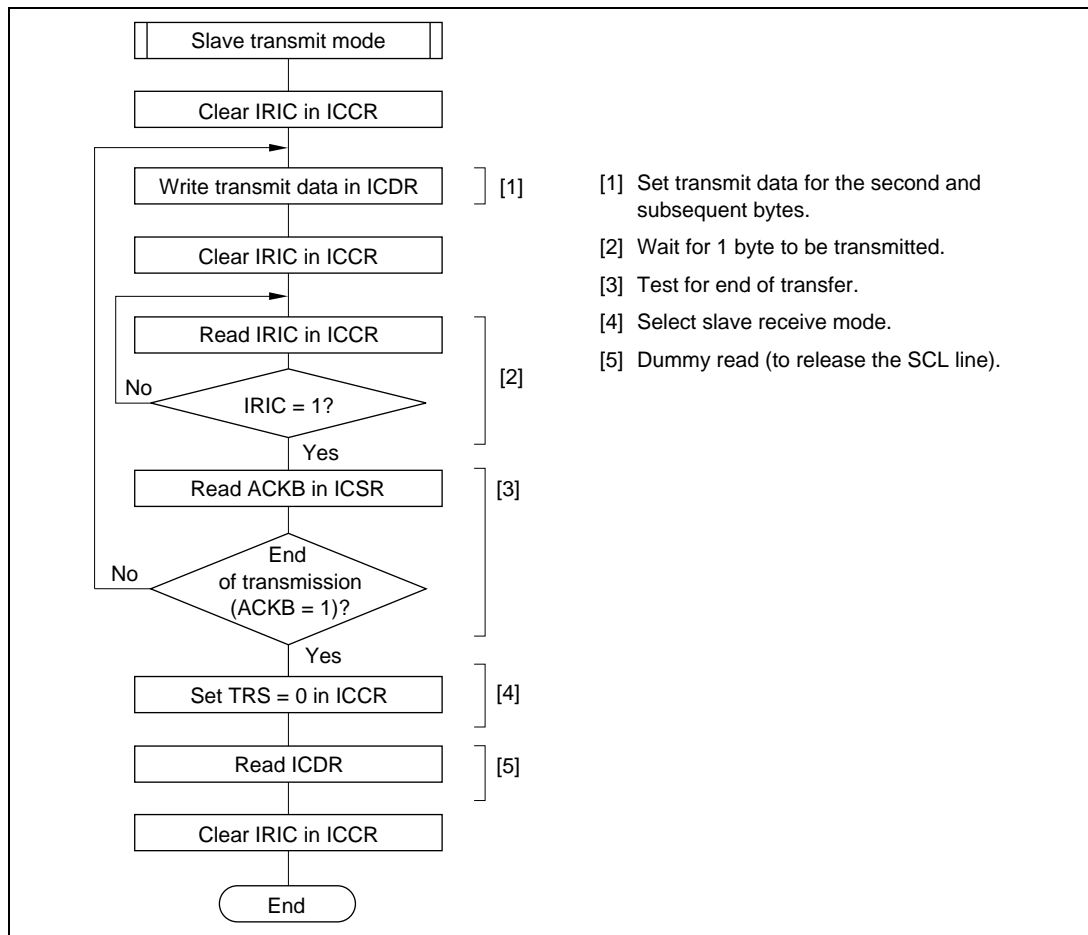 Slave transmit mode
Clear IRIC in ICCR
Write transmit data in ICDR
[1]
Clear IRIC in ICCR
Read IRIC in ICCR
[2]
No
IRIC = 1?
Yes
Read ACKB in ICSR
[3]
End
of transmission
(ACKB = 1)?
No
Yes
Set TRS = 0 in ICCR
[4]
Read ICDR
[5]
Clear IRIC in ICCR
End
[1] Set transmit data for the second and
subsequent bytes.
[2] Wait for 1 byte to be transmitted.
[3] Test for end of transfer.
[4] Select slave receive mode.
[5] Dummy read (to release the SCL line).